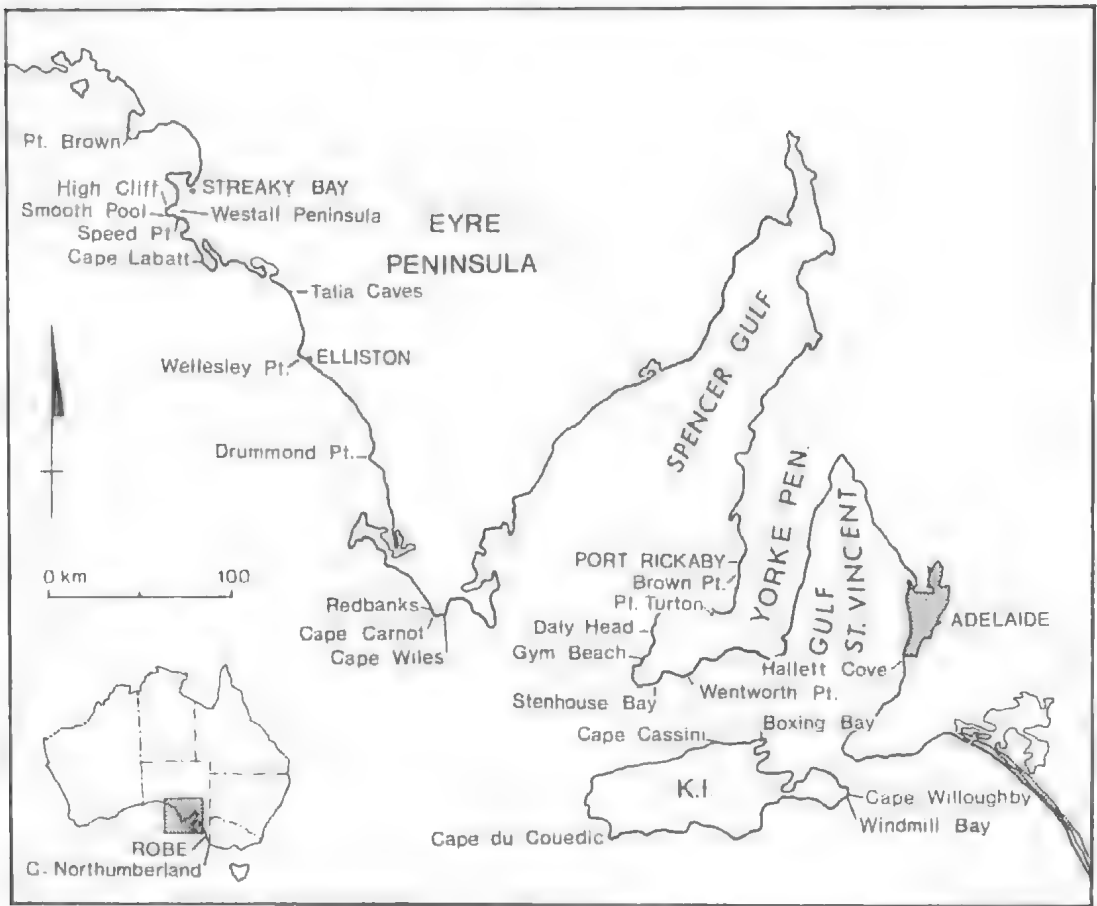 Pt. Brown
High Cliff
STREAKY BAY
Smooth Pool
Westall Peninsula
Speed Pt
Cape Labatt
EYRE
PENINSULA
Talia Caves
ELLISTON
Wellesley Pt.
Drummond Pt.
SPENCER GULF
YORKE PEN.
GULF
ST. VINCENT
0 km 100
PORT RICKABY
Brown Pt.
Pt. Turton
Redbanks
Cape Carnot
Cape Wiles
Daly Head
Gym Beach
ADELAIDE
Hallett Cove
Stenhouse Bay
Wentworth Pt.
Boxing Bay
Cape Cassini
K.I
Cape Willoughby
Windmill Bay
Cape du Couedic
ROBE
C. Northumberland